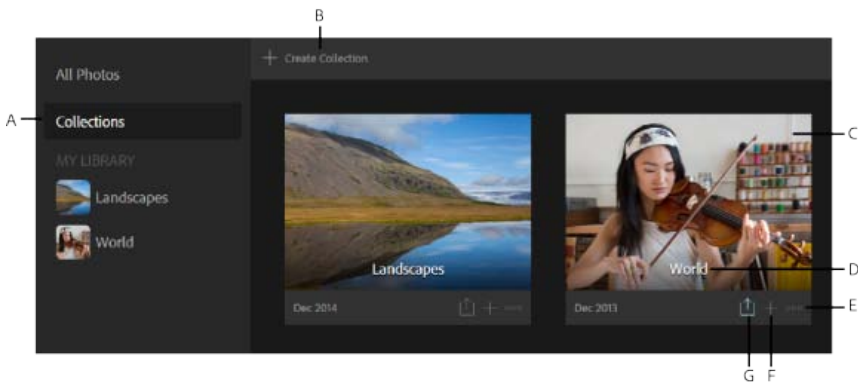 B
Create Collection
All Photos
A
Collections
C
MY LIBRARY
Landscapes
World
Landscapes
World
D
Dec 2014
Dec 2013
E
G
F